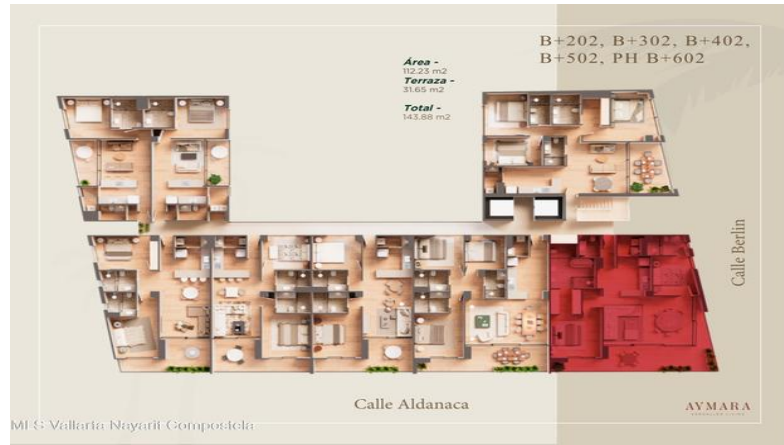 B+202, B+302, B+402,
B+502, PH B+602
Área -
112.23 m2
Terraza -
31.65 m2
Total -
143.88 m2
Calle Berlin
Calle Aldanaca
AYMARA
MLS Vallarta Nayarit Compostela